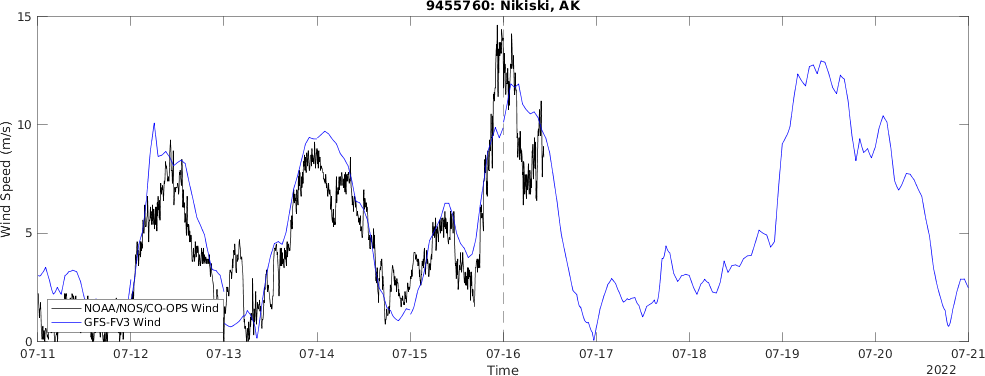 9455760: Nikiski, AK
Wind Speed (m/s)
15
10
5
0
NOAA/NOS/CO-OPS Wind
GFS-FV3 Wind
07-11 07-12 07-13 07-14 07-15 07-16 07-17 07-18 07-19 07-20 07-21
Time
2022